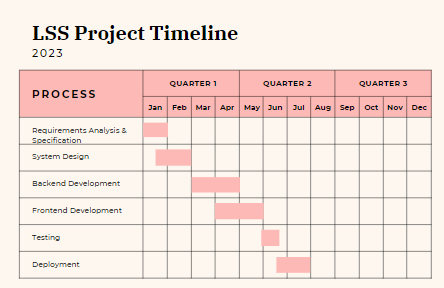 LSS Project Timeline
2023
PROCESS
QUARTER 1 QUARTER 2 QUARTER 3
Jan Feb Mar Apr May Jun Jul Aug Sep Oct Nov Dec
Requirements Analysis &
Specification
System Design
Backend Development
Frontend Development
Testing
Deployment